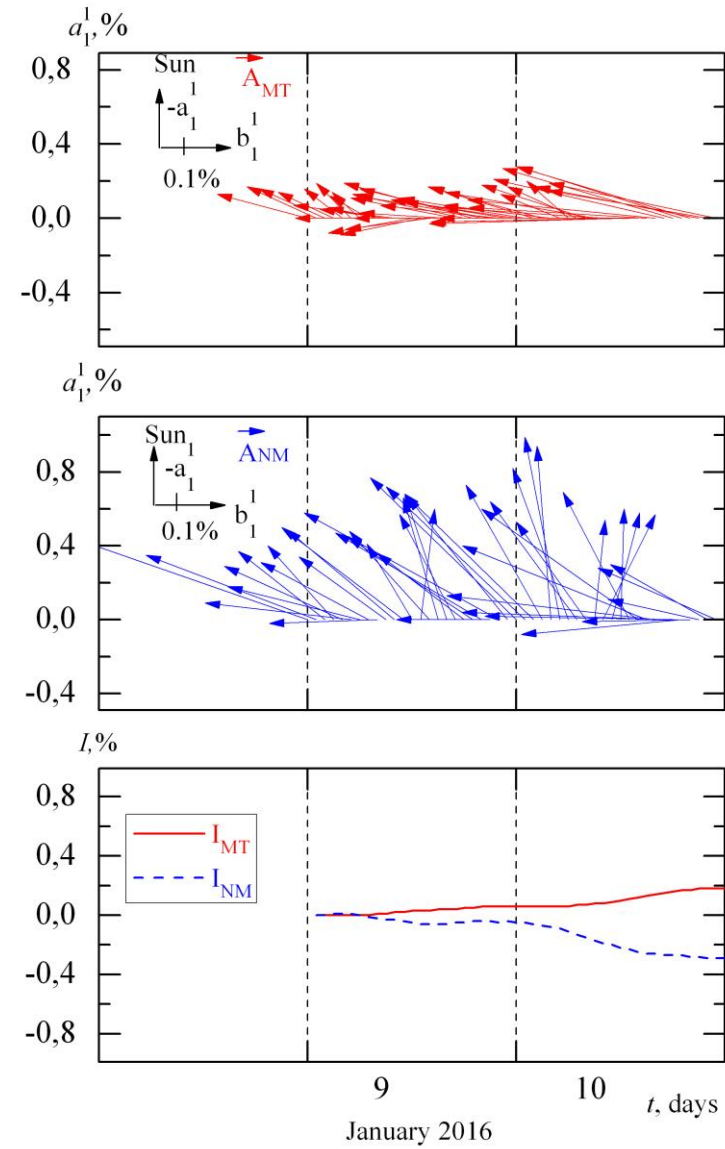 a₁¹,%
Sun
A_MT
0,8
-a₁¹
b₁¹
0,4
0.1%
0,0
-0,4
a₁¹,%
Sun
A_NM
0,8
-a₁¹
b₁¹
0.1%
0,4
0,0
-0,4
I,%
0,8
I_MT
0,4
I_NM
0,0
-0,4
-0,8
9 10
t, days
January 2016